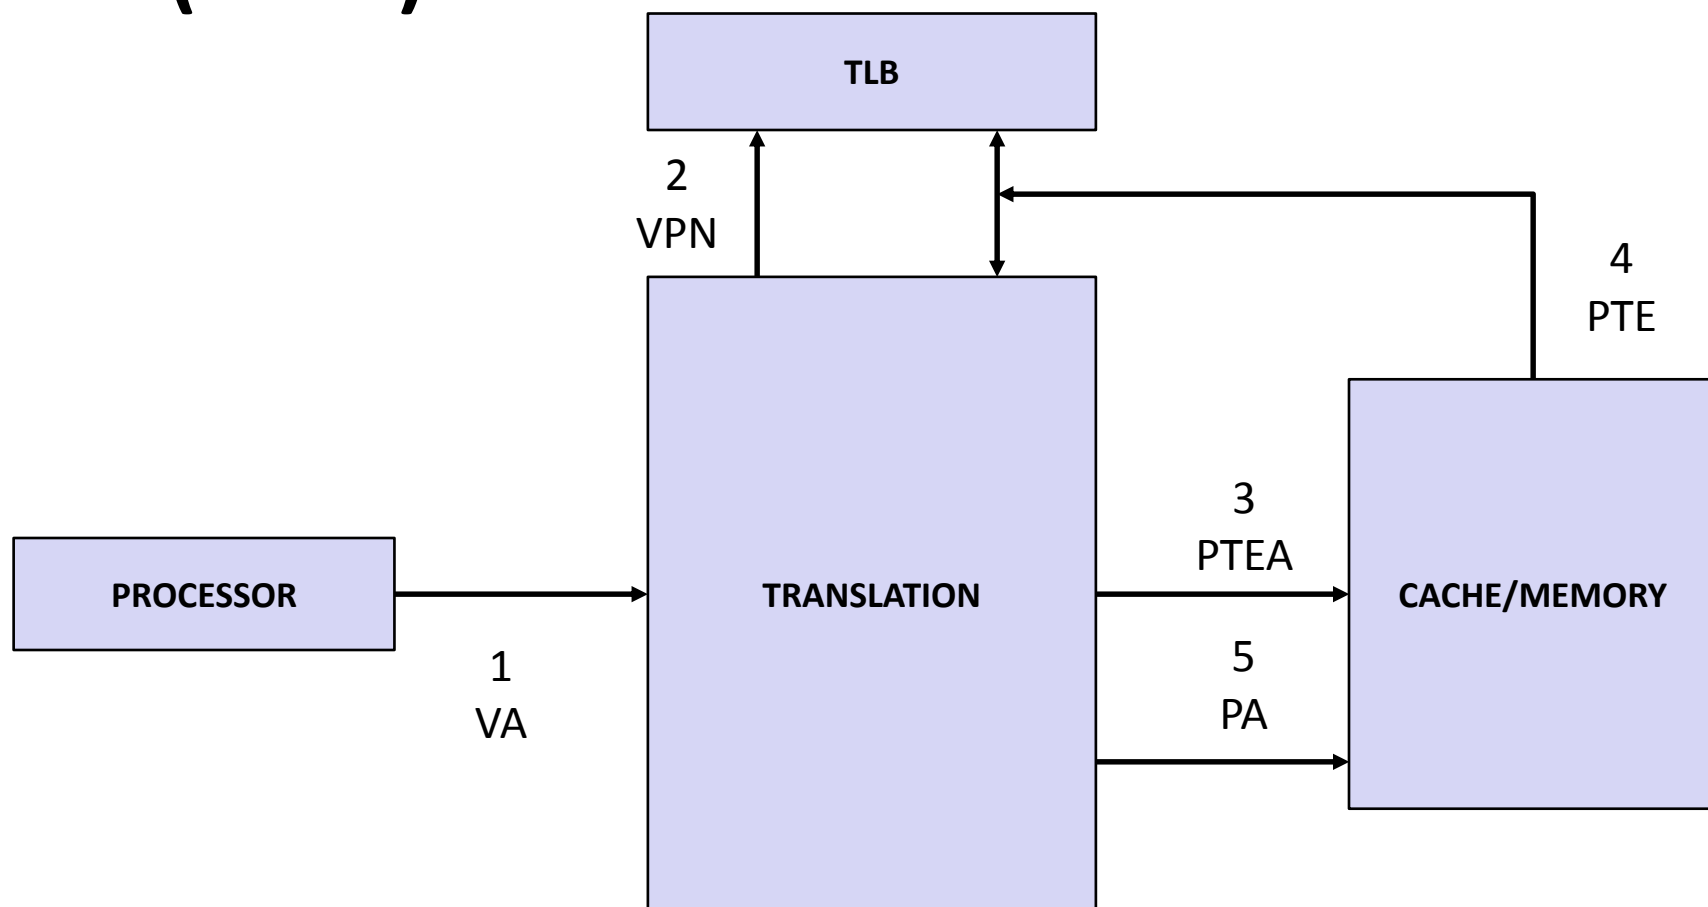 TLB
2
VPN
4
PTE
3
PTEA
PROCESSOR
TRANSLATION
CACHE/MEMORY
1
VA
5
PA